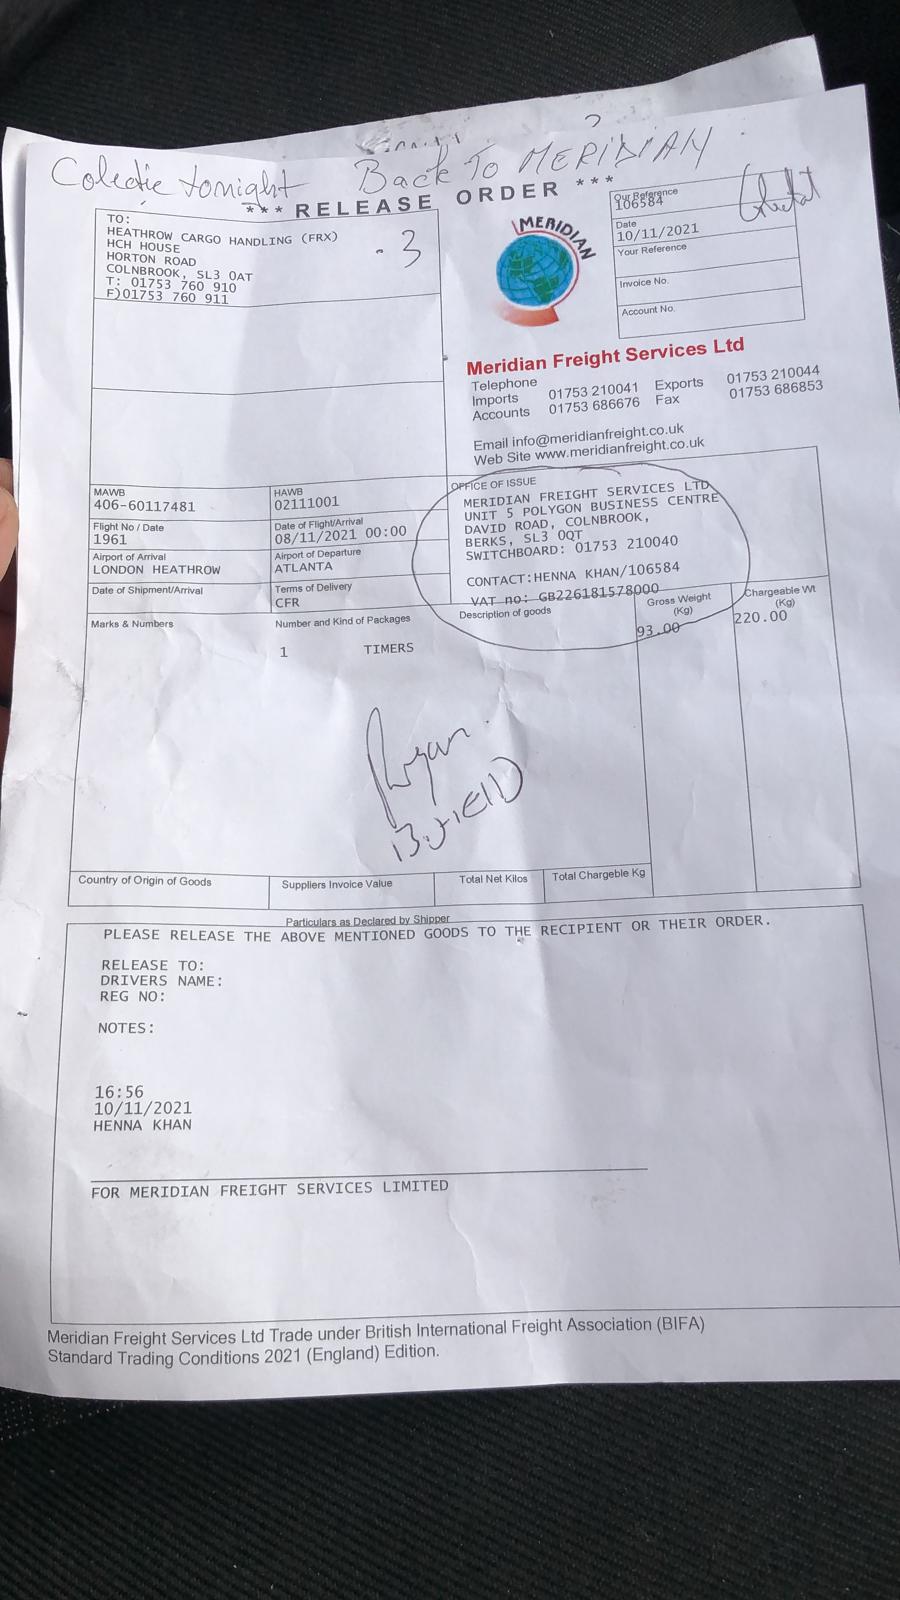 Colectie tonight Back To MERIDIAN
*** RELEASE ORDER ***
TO:
HEATHROW CARGO HANDLING (FRX)
HCH HOUSE
HORTON ROAD
COLNBROOK, SL3 0AT
T: 01753 760 910
F)01753 760 911
- 3
MERIDIAN
Our Reference
106584
Date
10/11/2021
Your Reference
Invoice No.
Account No.
Meridian Freight Services Ltd
Telephone
Imports 01753 210041 Exports 01753 210044
Accounts 01753 686676 Fax 01753 686853
Email info@meridianfreight.co.uk
Web Site www.meridianfreight.co.uk
MAWB
406-60117481
HAWB
02111001
Flight No / Date
1961
Date of Flight/Arrival
08/11/2021 00:00
Airport of Arrival
LONDON HEATHROW
Airport of Departure
ATLANTA
Date of Shipment/Arrival
Terms of Delivery
CFR
OFFICE OF ISSUE
MERIDIAN FREIGHT SERVICES LTD
UNIT 5 POLYGON BUSINESS CENTRE
DAVID ROAD, COLNBROOK,
BERKS, SL3 0QT
SWITCHBOARD: 01753 210040
CONTACT:HENNA KHAN/106584
VAT no: GB226181578000
Marks & Numbers
Number and Kind of Packages
Description of goods
Gross Weight
(Kg)
Chargeable Wt
(Kg)
1 TIMERS
93.00
220.00
Country of Origin of Goods
Suppliers Invoice Value
Total Net Kilos
Total Chargeable Kg
Particulars as Declared by Shipper
PLEASE RELEASE THE ABOVE MENTIONED GOODS TO THE RECIPIENT OR THEIR ORDER.
RELEASE TO:
DRIVERS NAME:
REG NO:
NOTES:
16:56
10/11/2021
HENNA KHAN
FOR MERIDIAN FREIGHT SERVICES LIMITED
Meridian Freight Services Ltd Trade under British International Freight Association (BIFA)
Standard Trading Conditions 2021 (England) Edition.